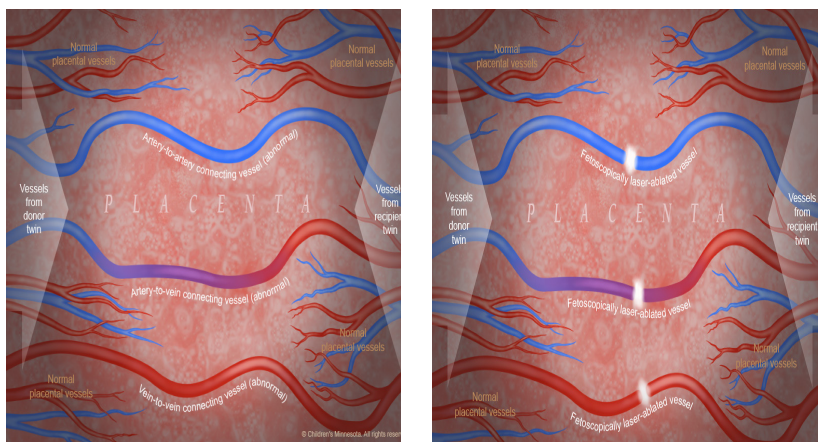 Normal
placental vessels
Normal
placental vessels
Artery-to-artery connecting vessel (abnormal)
Vessels
from
donor
twin
PLACENTA
Vessels
from
recipient
twin
Artery-to-vein connecting vessel (abnormal)
Normal
placental vessels
Normal
placental vessels
Vein-to-vein connecting vessel (abnormal)
© Children's Minnesota. All rights rese
Normal
placental vessels
Normal
placental vessels
Fetoscopically laser-ablated vessel
Vessels
from
donor
twin
PLACENTA
Vessels
from
recipient
twin
Fetoscopically laser-ablated vessel
Normal
placental vessels
Normal
placental vessels
Fetoscopically laser-ablated vessel